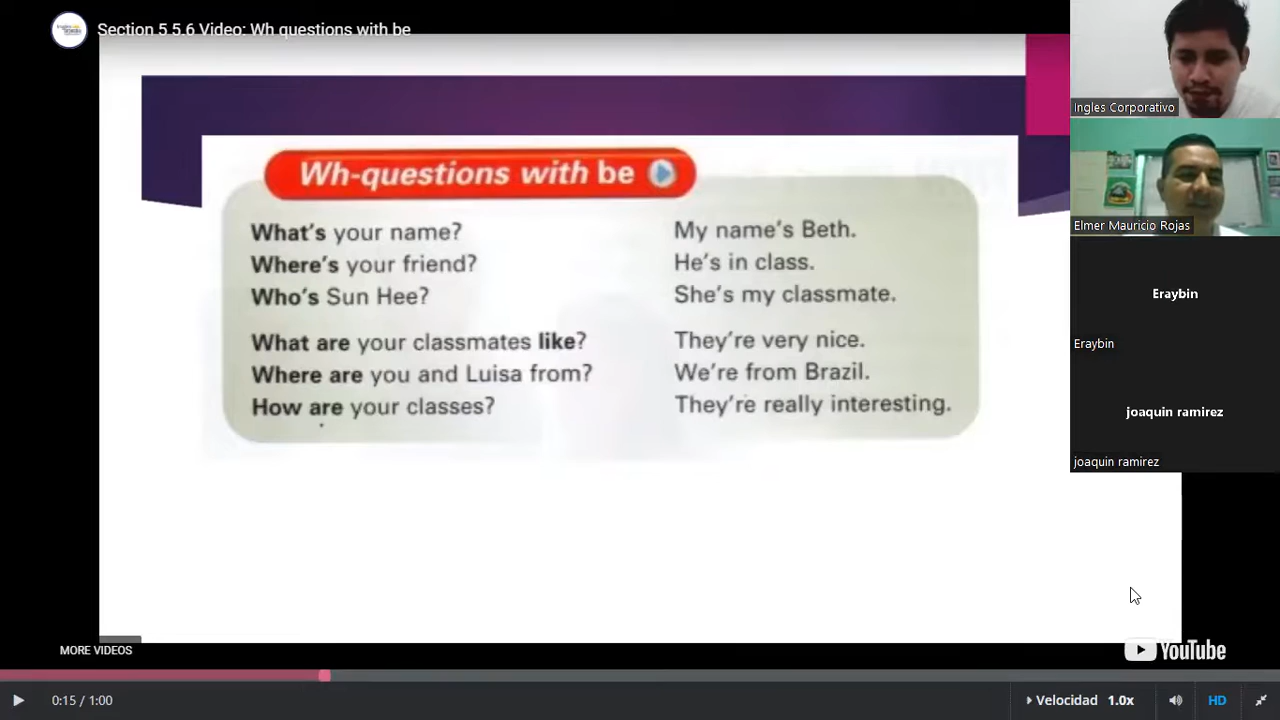 Section 5 5.6 Video: Wh questions with be
Wh-questions with be
What's your name?
My name's Beth.
Where's your friend?
He's in class.
Who's Sun Hee?
She's my classmate.
What are your classmates like?
They're very nice.
Where are you and Luisa from?
We're from Brazil.
How are your classes?
They're really interesting.
Ingles Corporativo
Elmer Mauricio Rojas
Eraybin
Eraybin
joaquin ramirez
joaquin ramirez
MORE VIDEOS
YouTube
0:15 / 1:00
Velocidad 1.0x
HD